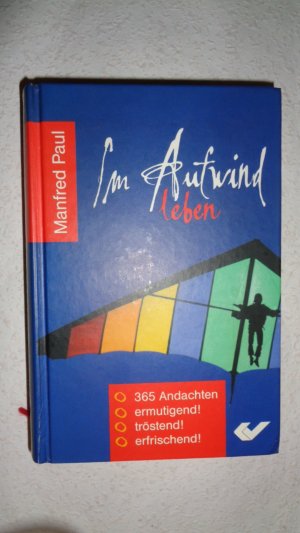 Manfred Paul
Im Aufwind
leben
365 Andachten
ermutigend!
tröstend!
erfrischend!